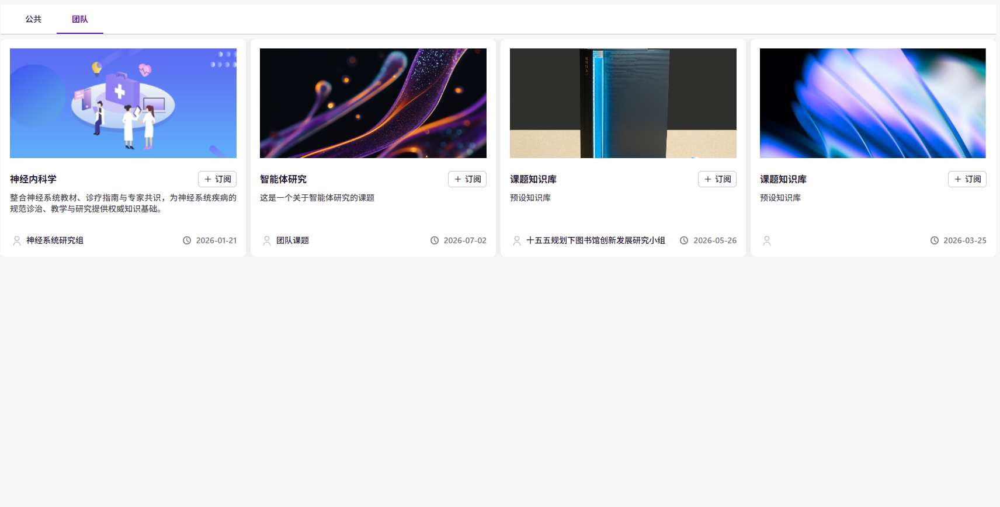 公共
团队
神经内科学
+ 订阅
整合神经系统教材、诊疗指南与专家共识，为神经系统疾病的
规范诊治、教学与研究提供权威知识基础。
神经系统研究组
2026-01-21
智能体研究
+ 订阅
这是一个关于智能体研究的课题
团队课题
2026-07-02
课题知识库
+ 订阅
预设知识库
十五五规划下图书馆创新发展研究小组
2026-05-26
课题知识库
+ 订阅
预设知识库
2026-03-25